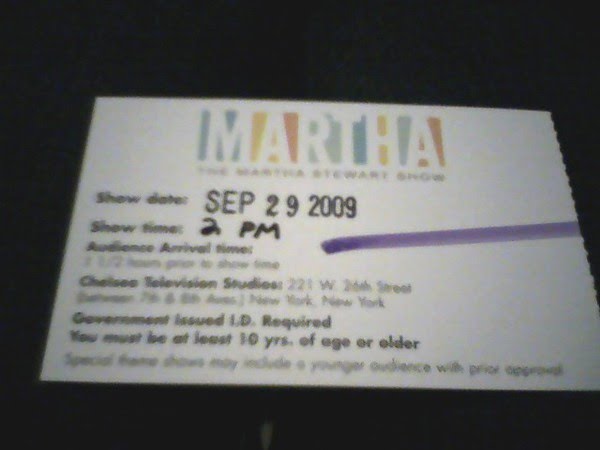 MARTHA
THE MARTHA STEWART SHOW
Show date: SEP 29 2009
Show time: 2 PM
Audience Arrival time:
1 1/2 hours prior to show time
Chelsea Television Studios: 221 W. 26th Street
(between 7th & 8th Aves.) New York, New York
Government Issued I.D. Required
You must be at least 10 yrs. of age or older
Special theme shows may include a younger audience with prior approval